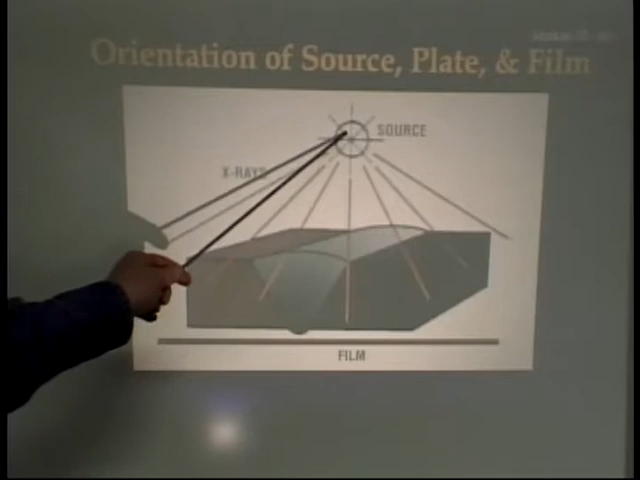 Orientation of Source, Plate, & Film
SOURCE
X-RAYS
FILM